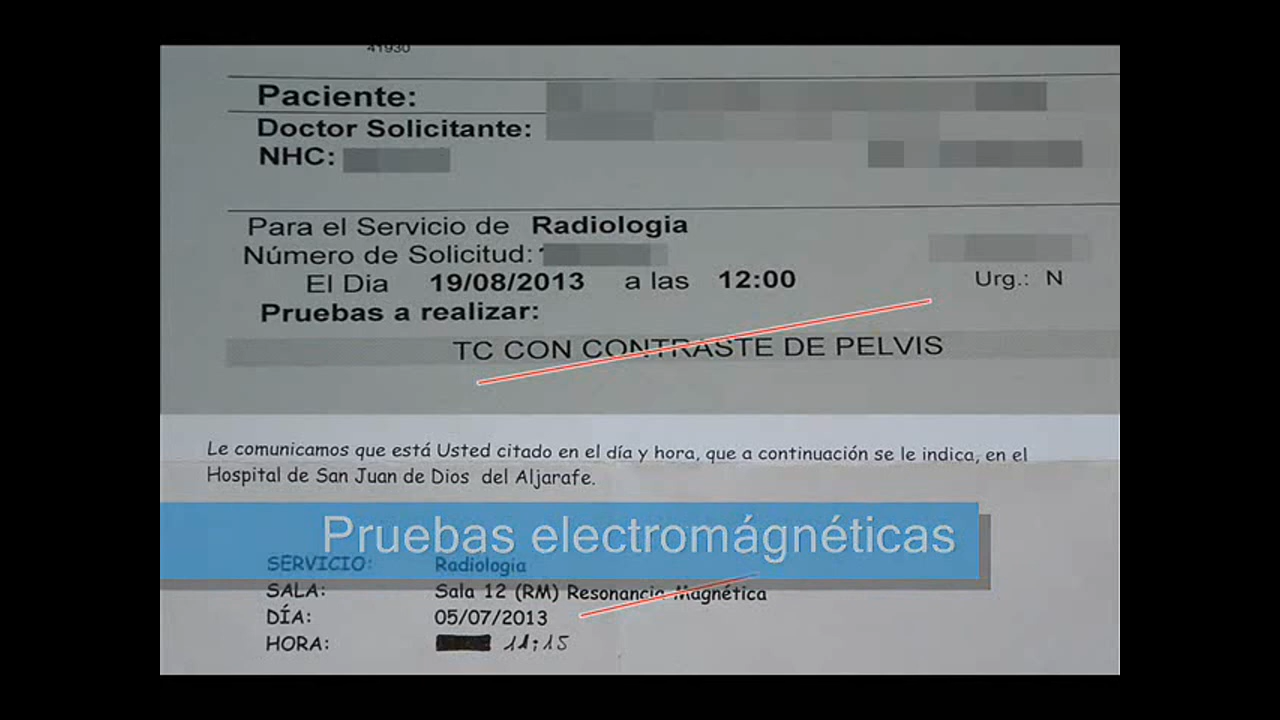 41930
Paciente:
Doctor Solicitante:
NHC:
Para el Servicio de Radiologia
Número de Solicitud:
El Dia 19/08/2013 a las 12:00 Urg.: N
Pruebas a realizar:
TC CON CONTRASTE DE PELVIS
Le comunicamos que está Usted citado en el día y hora, que a continuación se le indica, en el
Hospital de San Juan de Dios del Aljarafe.
Pruebas electromágnéticas
SERVICIO: Radiologia
SALA: Sala 12 (RM) Resonancia Magnética
DÍA: 05/07/2013
HORA: 11:15